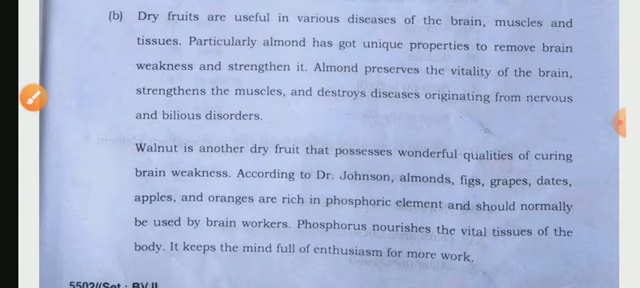 (b) Dry fruits are useful in various diseases of the brain, muscles and
tissues. Particularly almond has got unique properties to remove brain
weakness and strengthen it. Almond preserves the vitality of the brain,
strengthens the muscles, and destroys diseases originating from nervous
and bilious disorders.
Walnut is another dry fruit that possesses wonderful qualities of curing
brain weakness. According to Dr. Johnson, almonds, figs, grapes, dates,
apples, and oranges are rich in phosphoric element and should normally
be used by brain workers. Phosphorus nourishes the vital tissues of the
body. It keeps the mind full of enthusiasm for more work.
5502/(Set : BV II